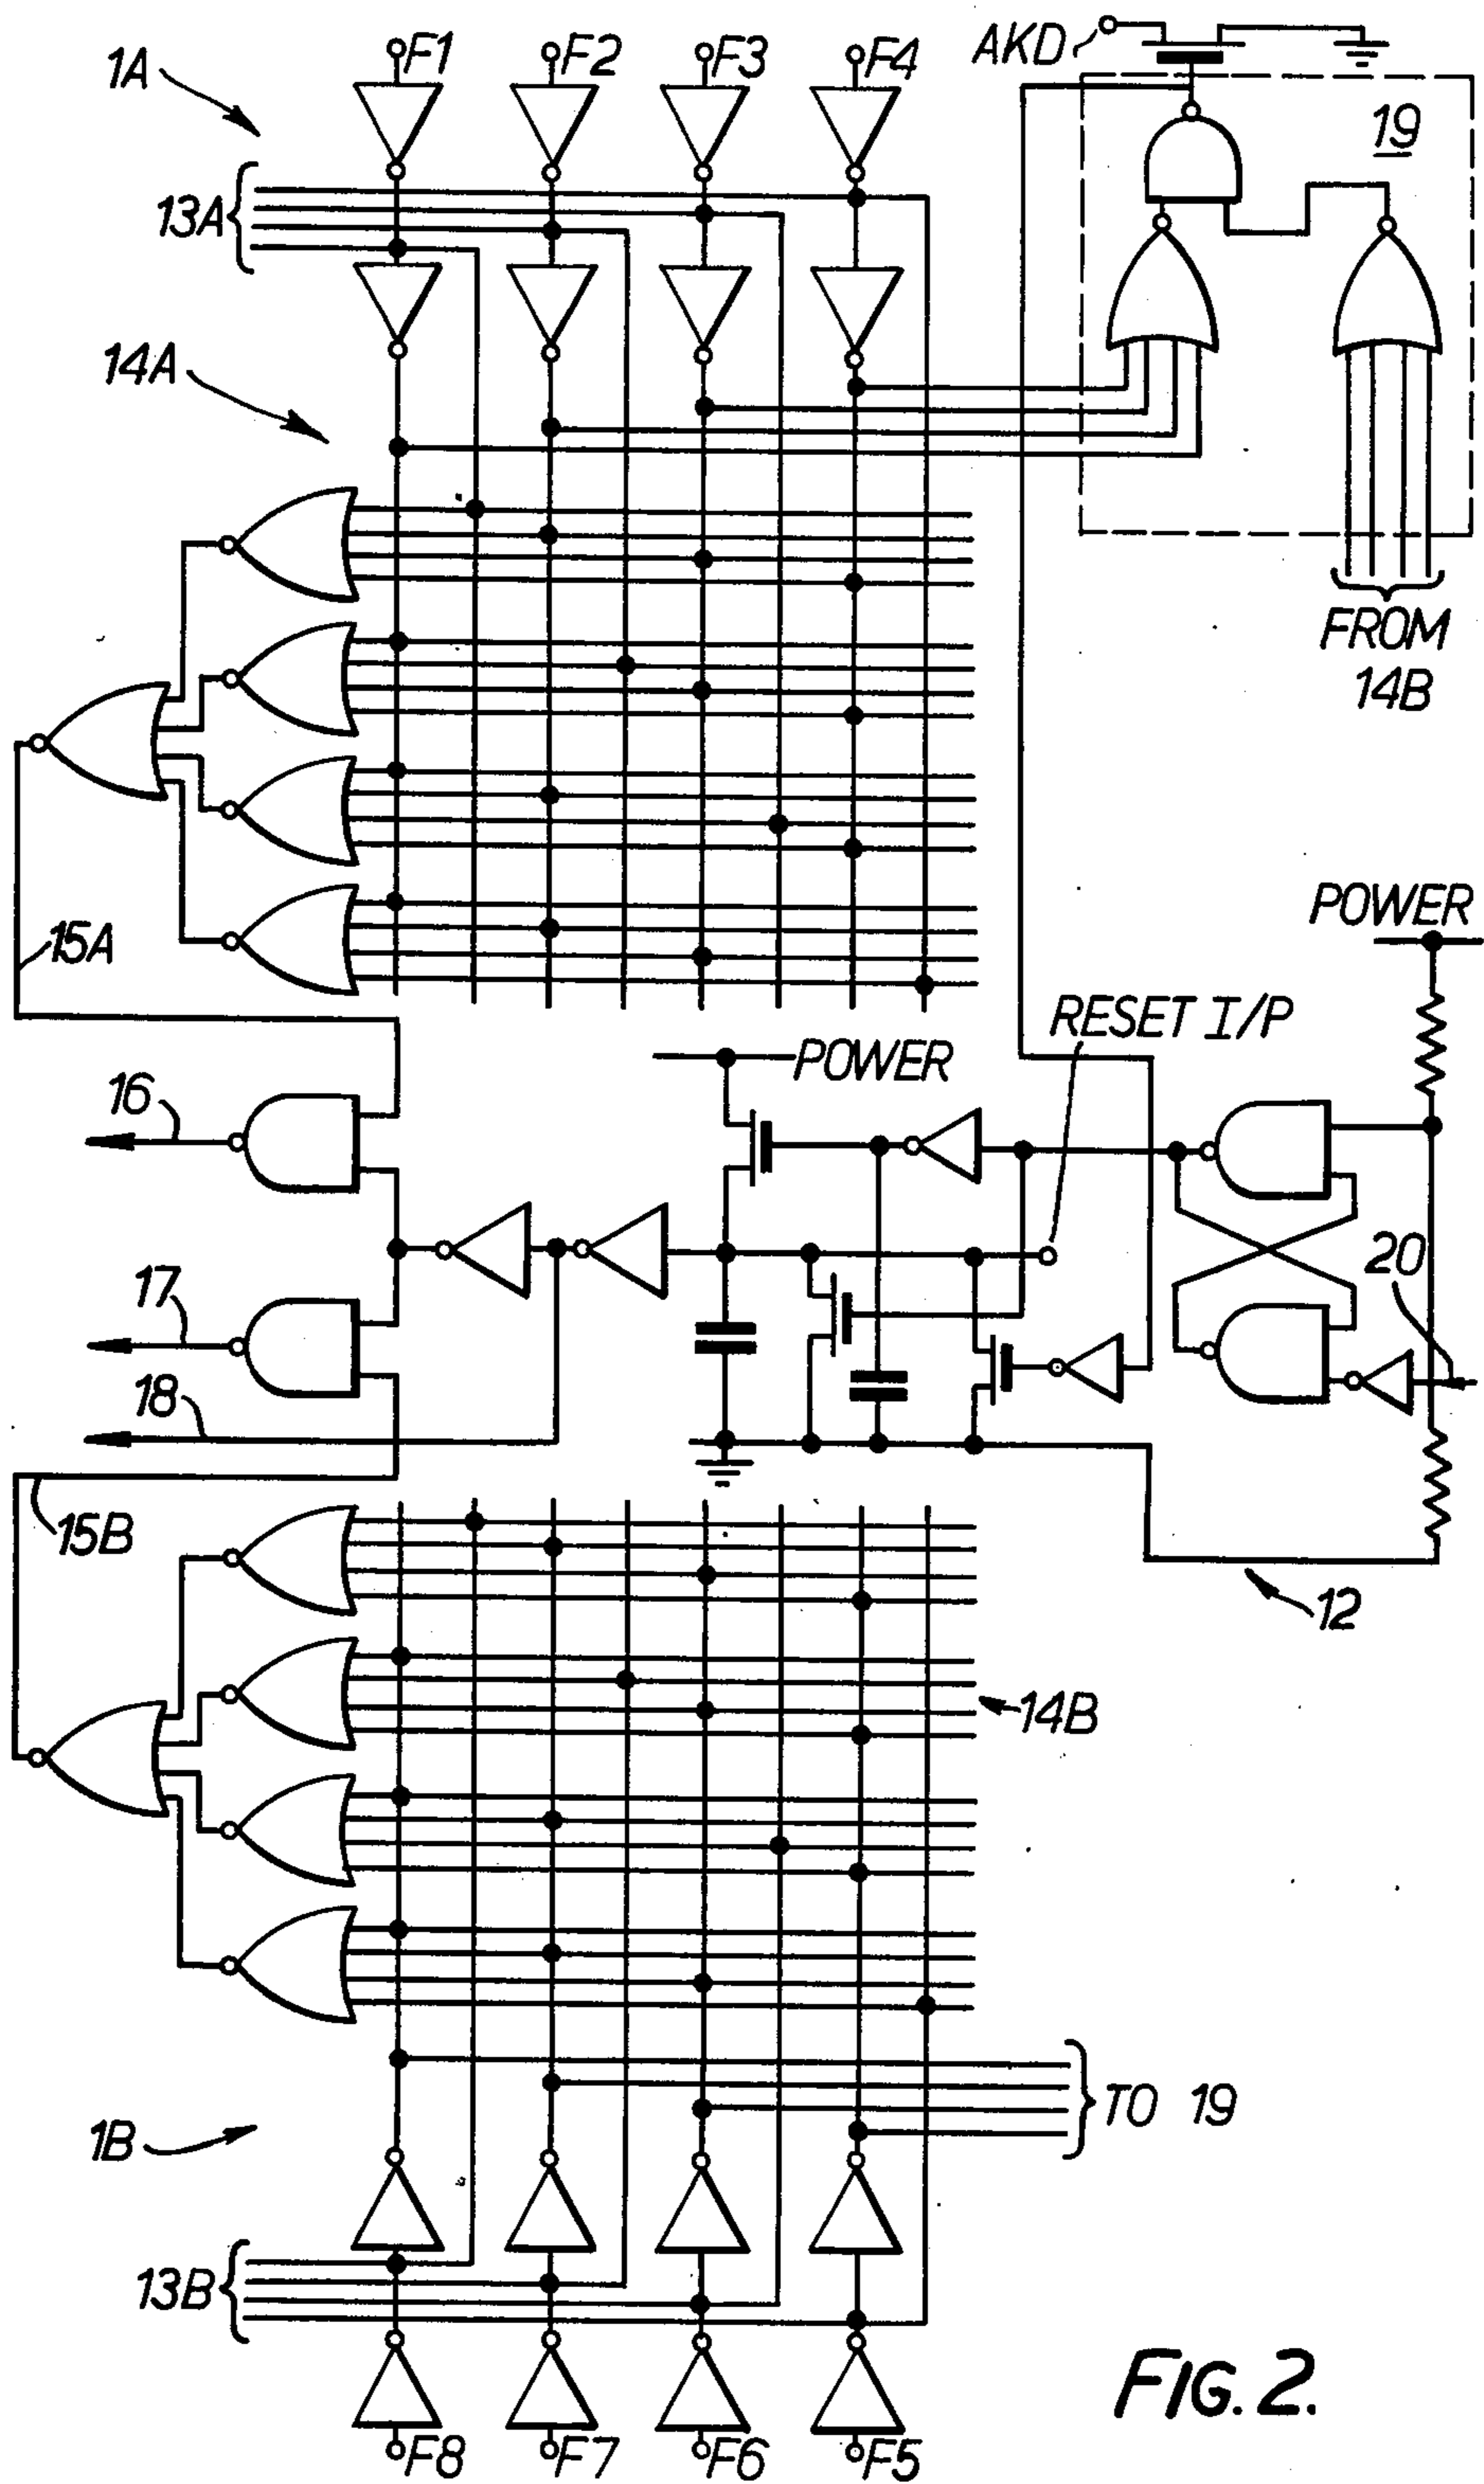 1A
F1
F2
F3
F4
AKD
19
13A
14A
FROM
14B
15A
POWER
RESET I/P
POWER
16
17
20
18
15B
12
14B
TO 19
1B
13B
F8
F7
F6
F5
FIG. 2.